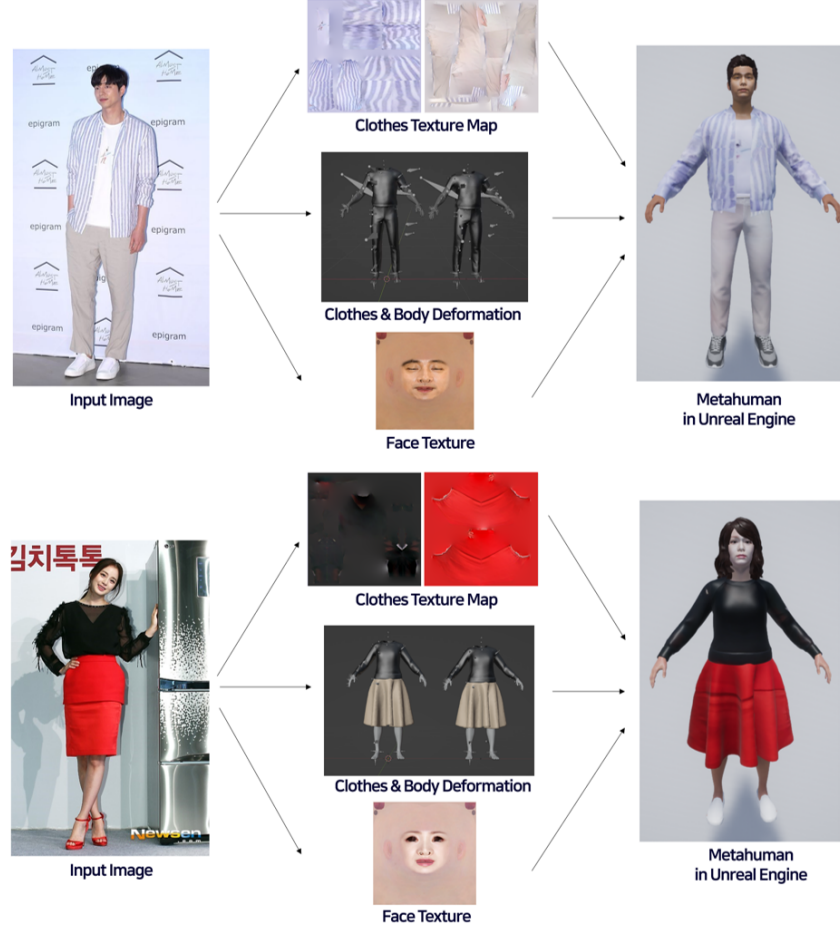 epigram
epigram
epigram
epigram
epigram
epigram
epigram
Clothes Texture Map
Clothes & Body Deformation
Input Image
Face Texture
Metahuman
in Unreal Engine
김치톡톡
Newsen
.com
Clothes Texture Map
Clothes & Body Deformation
Input Image
Face Texture
Metahuman
in Unreal Engine